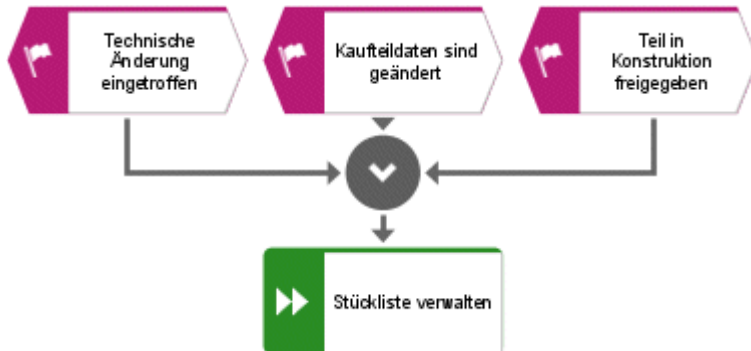 Technische
Änderung
eingetroffen
Kaufteildaten sind
geändert
Teil in
Konstruktion
freigegeben
Stückliste verwalten